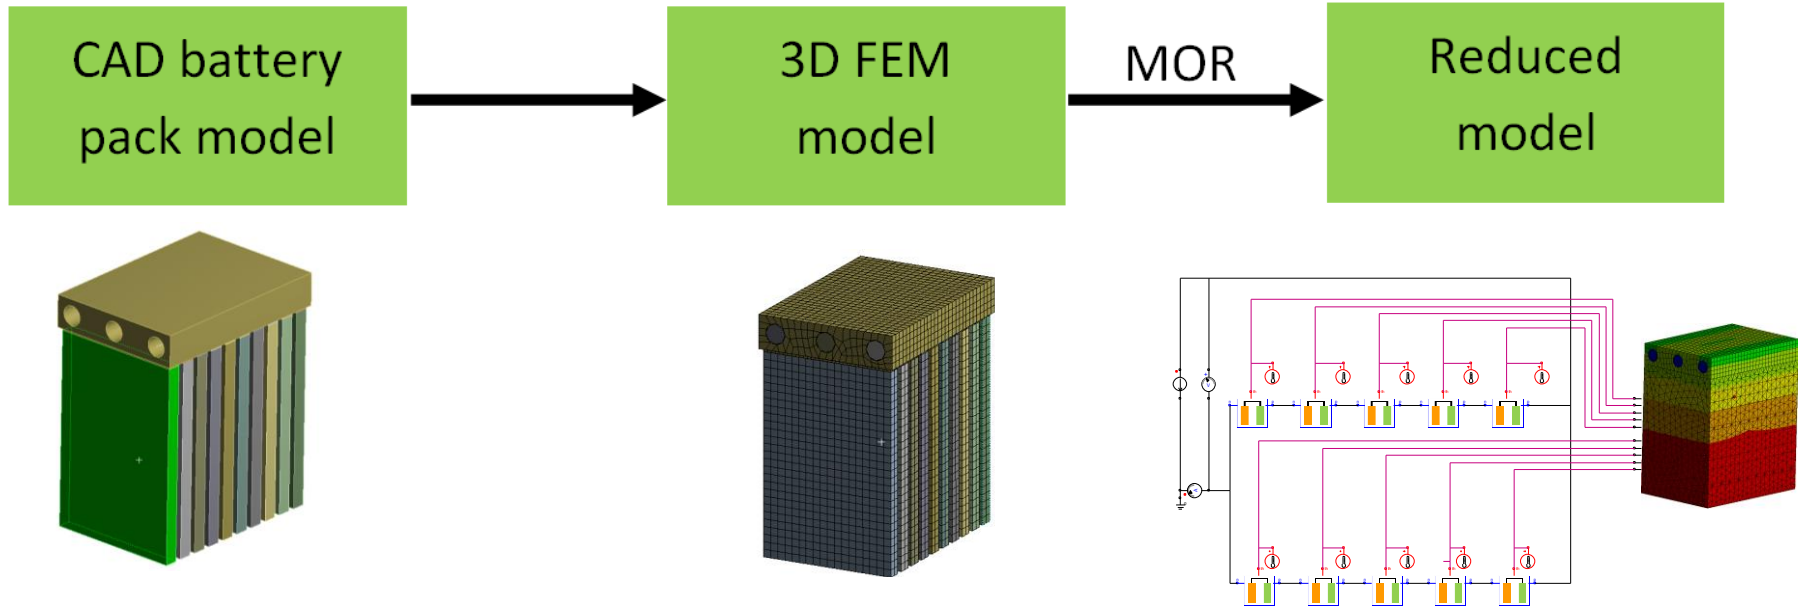 CAD battery
pack model
3D FEM
model
MOR
Reduced
model